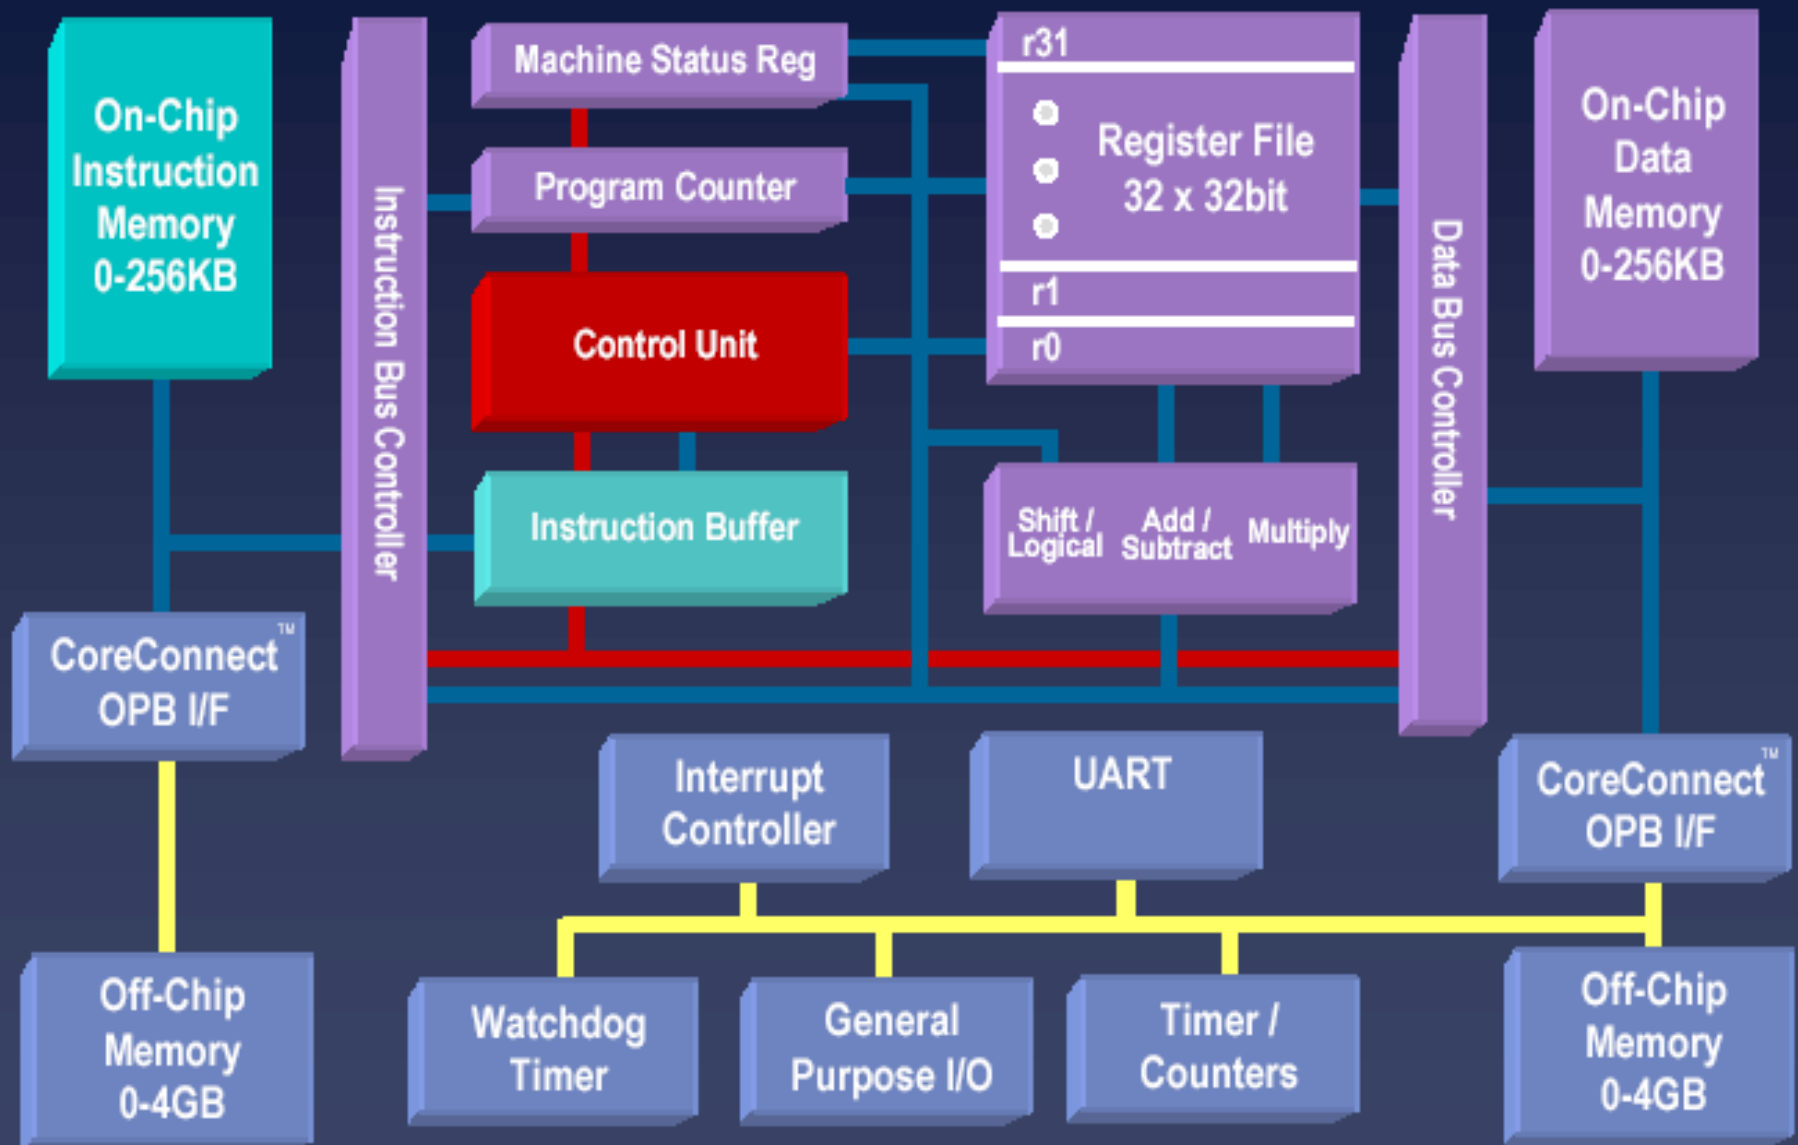 On-Chip
Instruction
Memory
0-256KB
Instruction Bus Controller
Machine Status Reg
Program Counter
Control Unit
Instruction Buffer
r31
Register File
32 x 32bit
r1
r0
Shift /
Logical
Add /
Subtract
Multiply
Data Bus Controller
On-Chip
Data
Memory
0-256KB
CoreConnect™
OPB I/F
Interrupt
Controller
UART
CoreConnect™
OPB I/F
Off-Chip
Memory
0-4GB
Watchdog
Timer
General
Purpose I/O
Timer /
Counters
Off-Chip
Memory
0-4GB